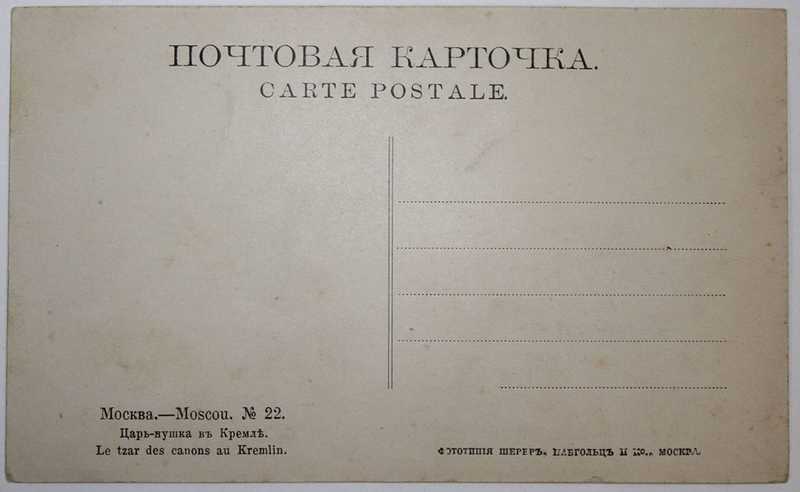 ПОЧТОВАЯ КАРТОЧКА.
CARTE POSTALE.
Москва.—Moscou. № 22.
Царь-пушка въ Кремлѣ.
Le tzar des canons au Kremlin.
ФОТОТИПІЯ ШЕРЕРЪ, НАБГОЛЬЦЪ И Ко., МОСКВА.